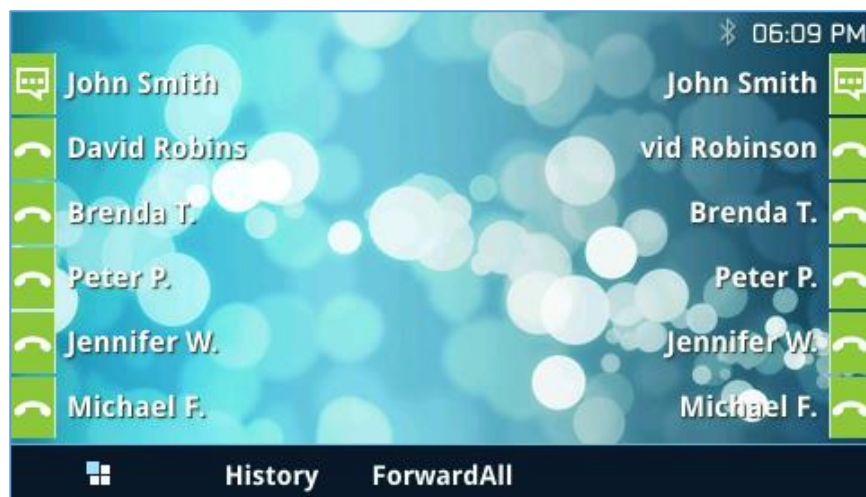 06:09 PM
John Smith John Smith
David Robins vid Robinson
Brenda T. Brenda T.
Peter P. Peter P.
Jennifer W. Jennifer W.
Michael F. Michael F.
History ForwardAll